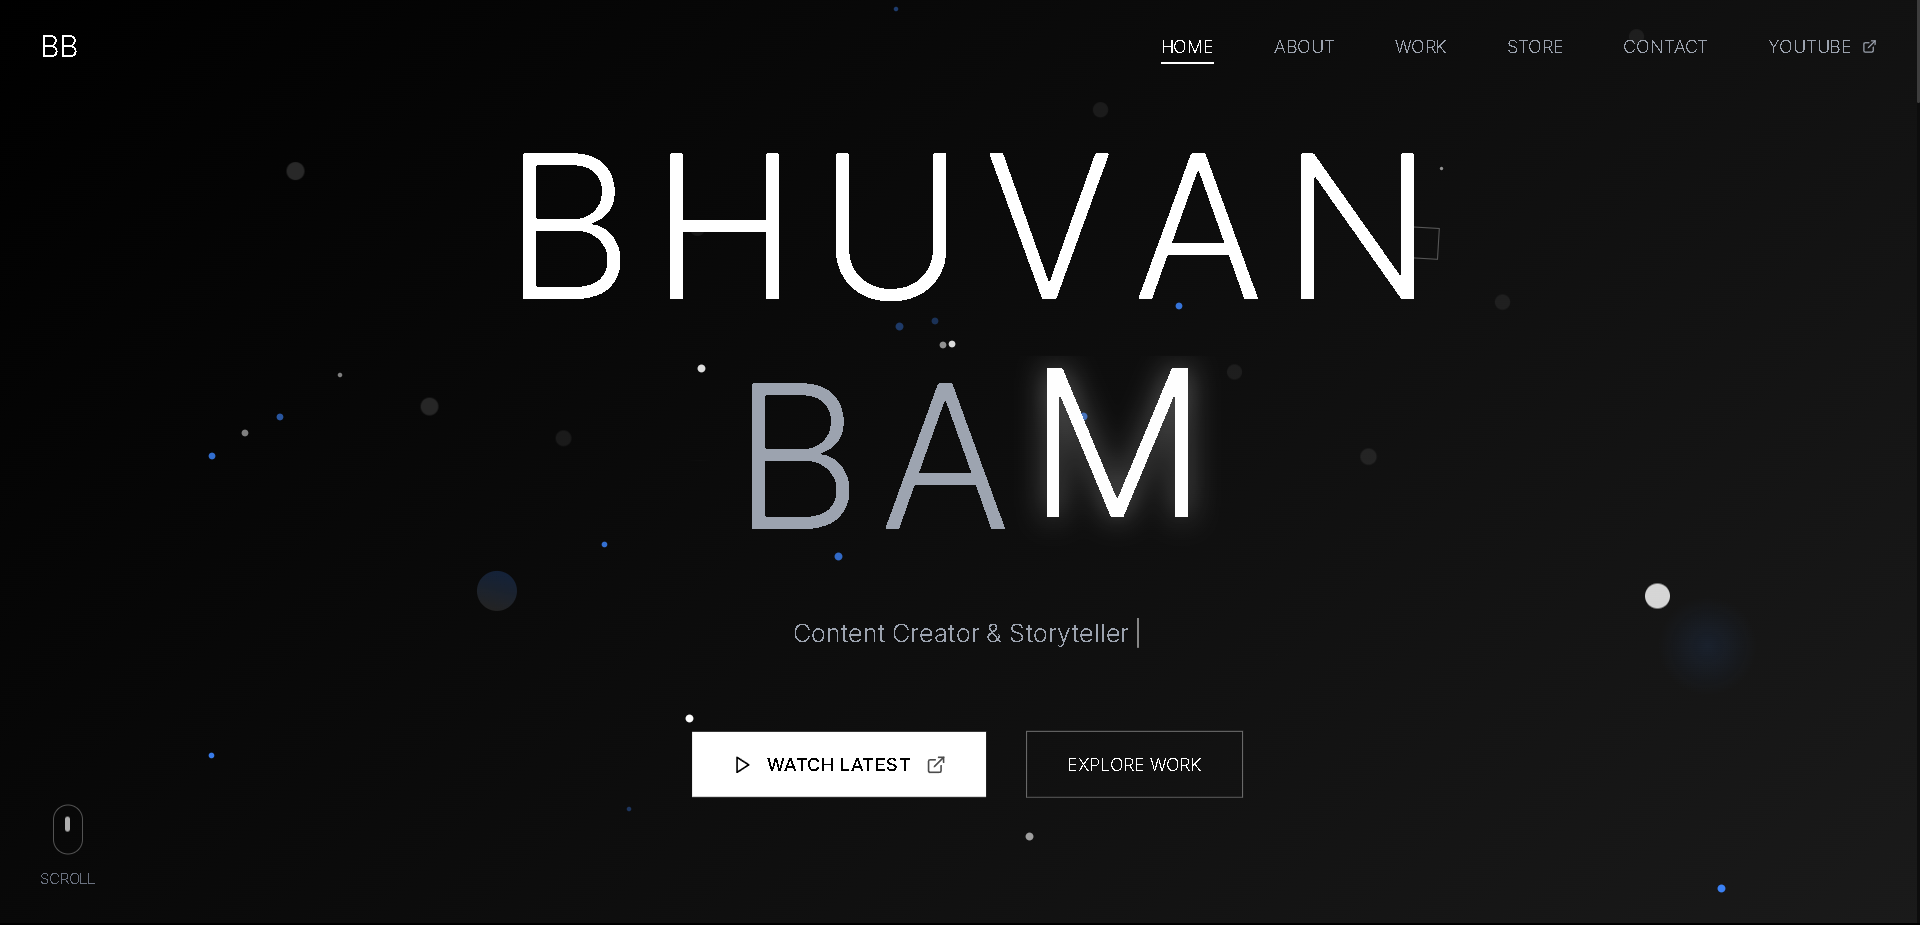 BB
HOME ABOUT WORK STORE CONTACT YOUTUBE
BHUVAN
BAM
Content Creator & Storyteller
WATCH LATEST EXPLORE WORK
SCROLL